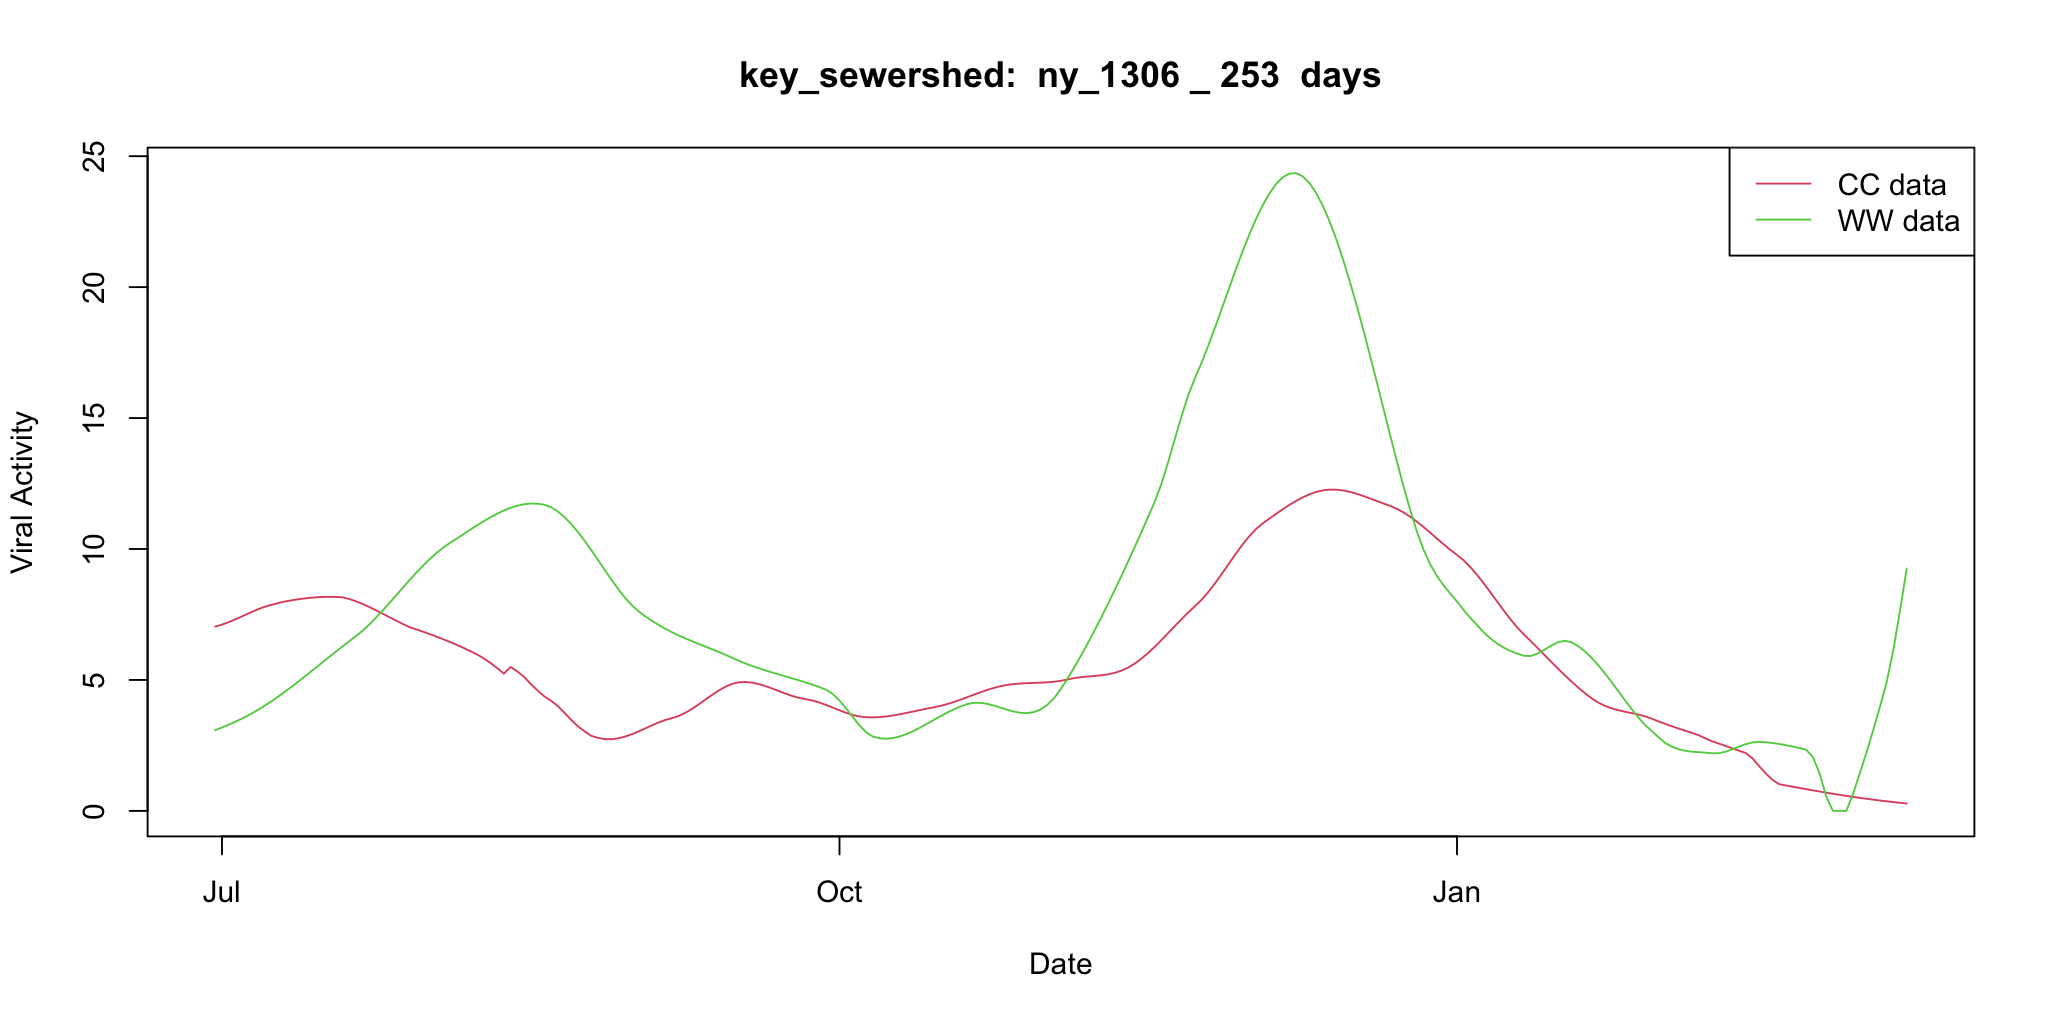 key_sewershed:  ny_1306 _ 253  days
Viral Activity
25
20
15
10
5
0
CC data
WW data
Jul
Oct
Jan
Date